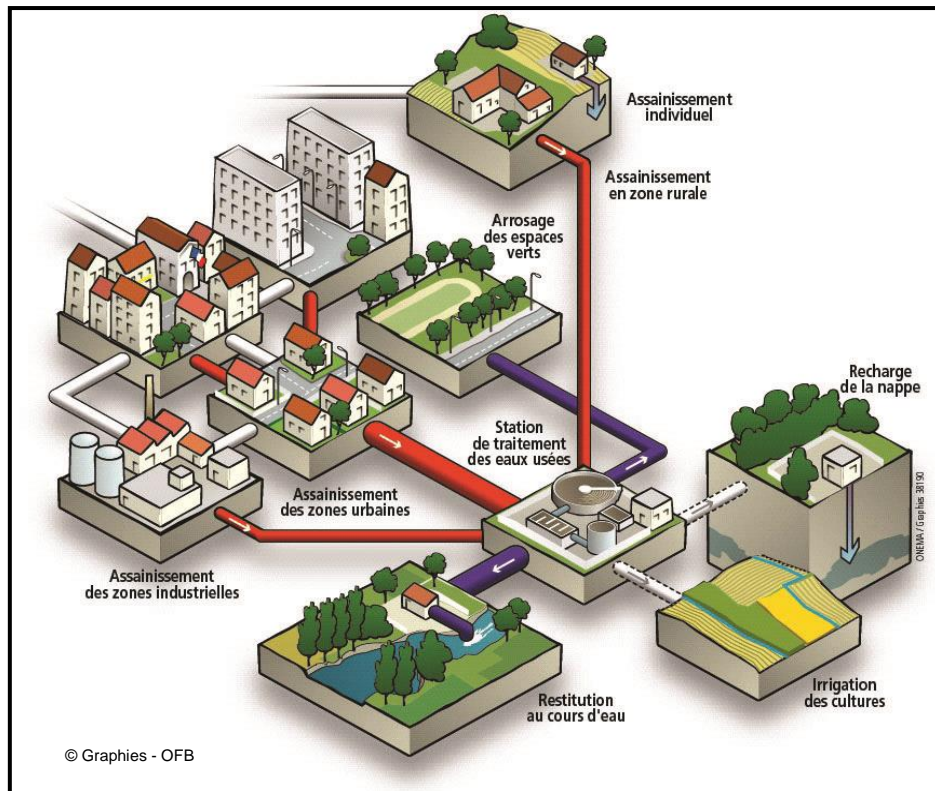 Assainissement
individuel
Assainissement
en zone rurale
Arrosage
des espaces
verts
Recharge
de la nappe
Station
de traitement
des eaux usées
Assainissement
des zones urbaines
Assainissement
des zones industrielles
Restitution
au cours d'eau
Irrigation
des cultures
ONEMA / Graphies 38190
© Graphies - OFB